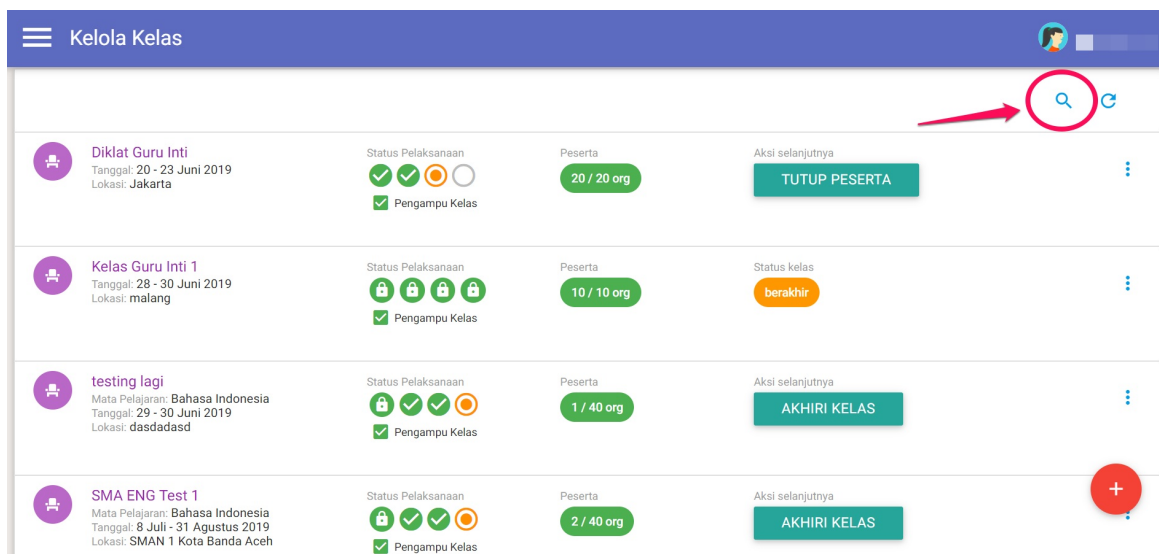 Kelola Kelas
Diklat Guru Inti
Tanggal: 20 - 23 Juni 2019
Lokasi: Jakarta
Status Pelaksanaan
Pengampu Kelas
Peserta
20 / 20 org
Aksi selanjutnya
TUTUP PESERTA
Kelas Guru Inti 1
Tanggal: 28 - 30 Juni 2019
Lokasi: malang
Status Pelaksanaan
Pengampu Kelas
Peserta
10 / 10 org
Status kelas
berakhir
testing lagi
Mata Pelajaran: Bahasa Indonesia
Tanggal: 29 - 30 Juni 2019
Lokasi: dasdadasd
Status Pelaksanaan
Pengampu Kelas
Peserta
1 / 40 org
Aksi selanjutnya
AKHIRI KELAS
SMA ENG Test 1
Mata Pelajaran: Bahasa Indonesia
Tanggal: 8 Juli - 31 Agustus 2019
Lokasi: SMAN 1 Kota Banda Aceh
Status Pelaksanaan
Pengampu Kelas
Peserta
2 / 40 org
Aksi selanjutnya
AKHIRI KELAS